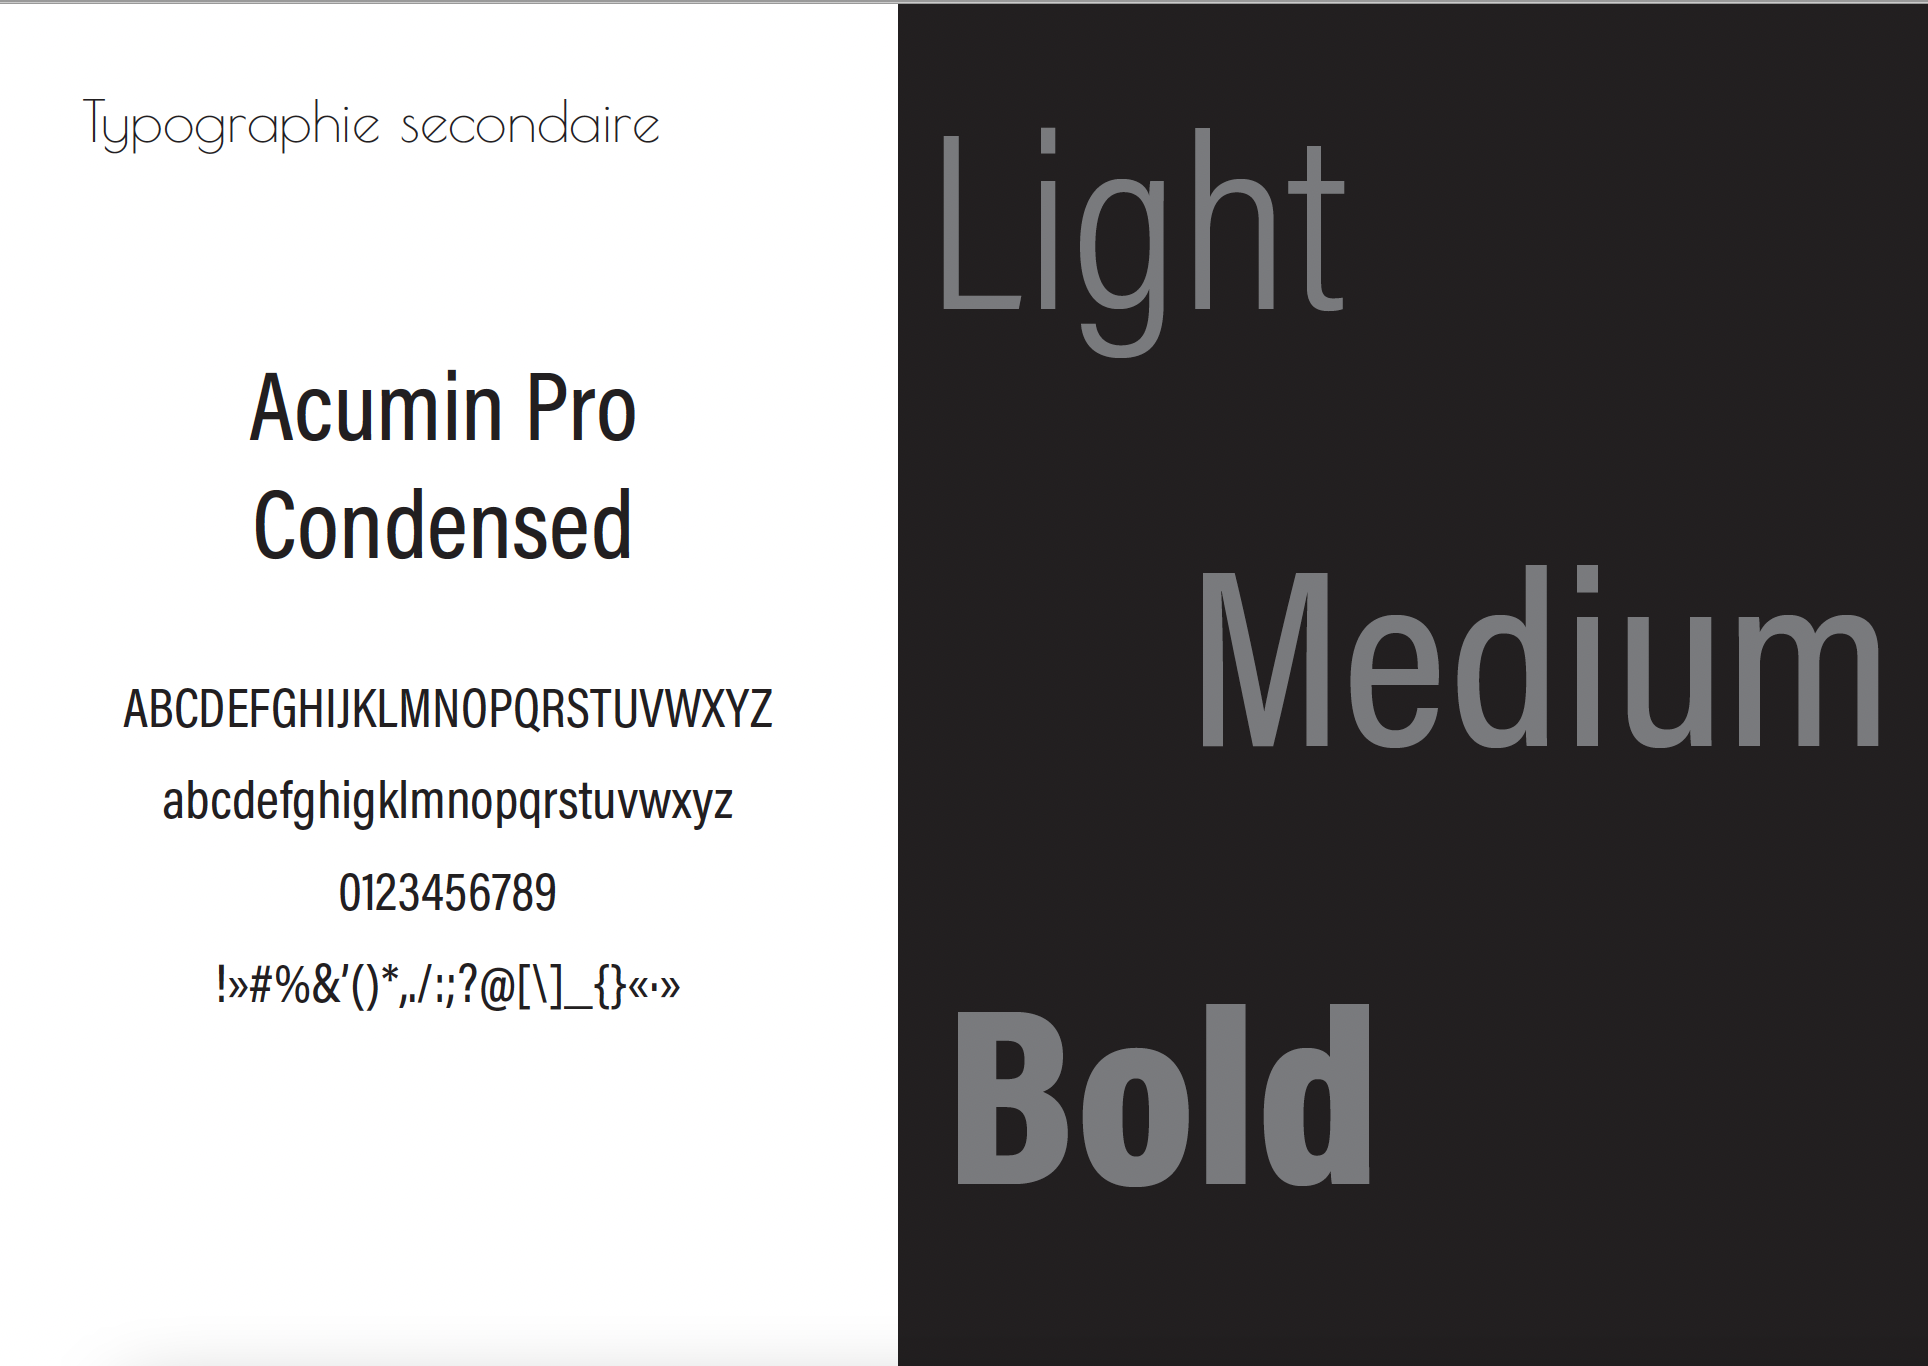 Typographie secondaire
Acumin Pro
Condensed
ABCDEFGHIJKLMNOPQRSTUVWXYZ
abcdefghigklmnopqrstuvwxyz
0123456789
!»#%&’()*,./:;?@[\]_{}«·»
Light
Medium
Bold